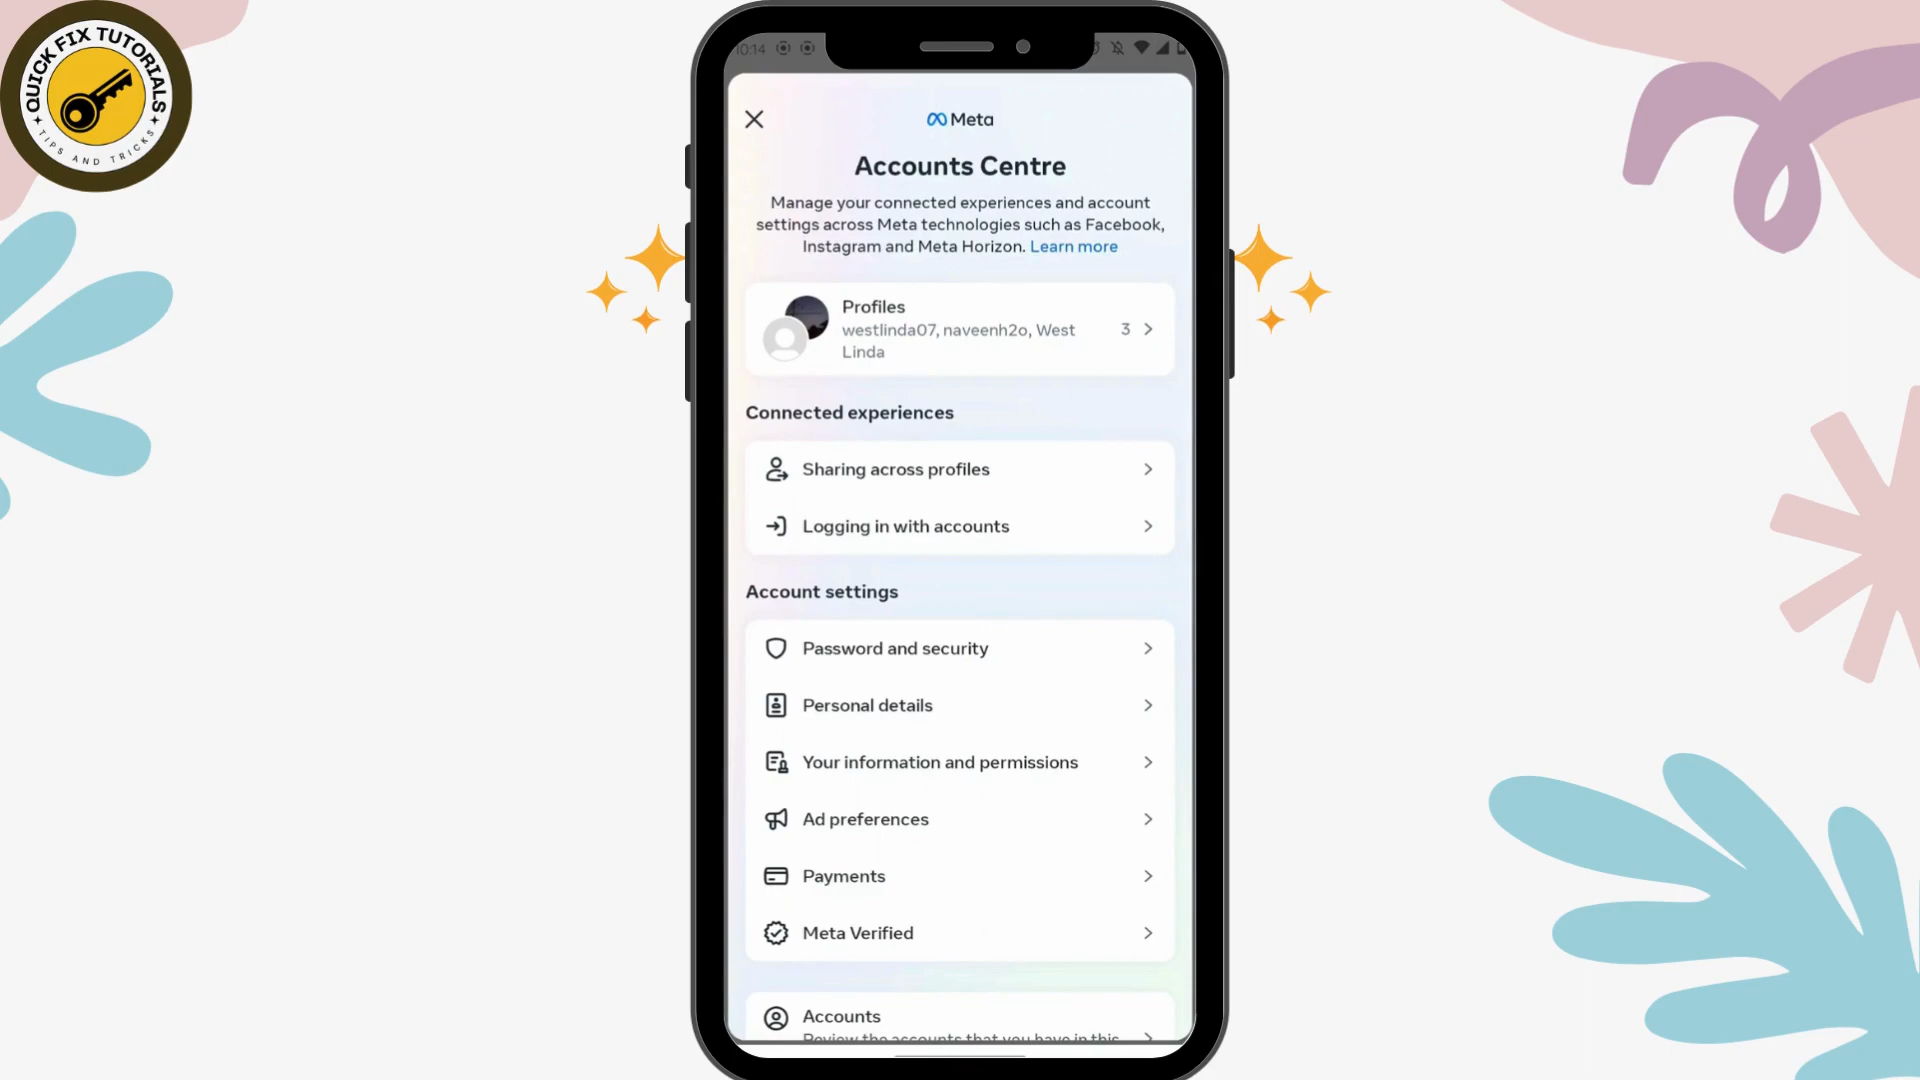 QUICK FIX TUTORIALS
TIPS AND TRICKS
10:14
Meta
Accounts Centre
Manage your connected experiences and account
settings across Meta technologies such as Facebook,
Instagram and Meta Horizon. Learn more
Profiles
westlinda07, naveenh2o, West
Linda
3
Connected experiences
Sharing across profiles
Logging in with accounts
Account settings
Password and security
Personal details
Your information and permissions
Ad preferences
Payments
Meta Verified
Accounts
Review the accounts that you have in this